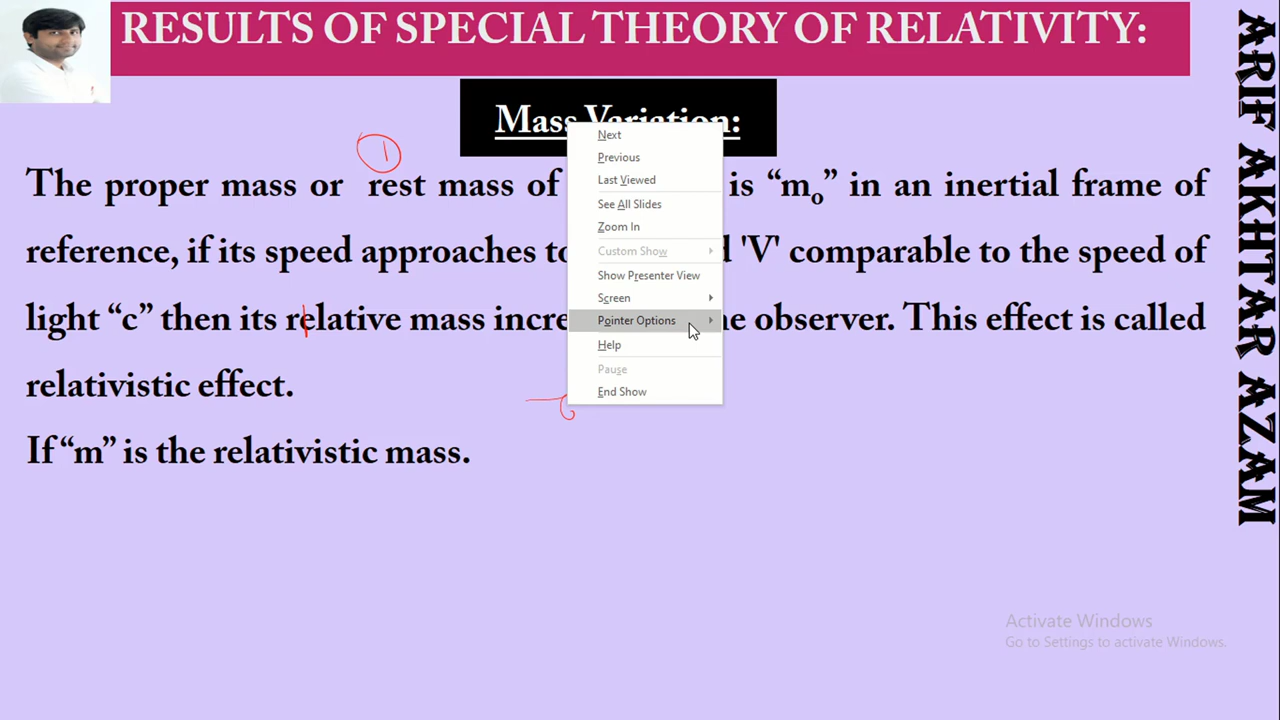 RESULTS OF SPECIAL THEORY OF RELATIVITY:
ARIF AKHTAR AZAM
Mass Variation:
1
The proper mass or rest mass of is “mo” in an inertial frame of
reference, if its speed approaches 'V' comparable to the speed of
light “c” then its relative mass observer. This effect is called
relativistic effect.
If “m” is the relativistic mass.
Next
Previous
Last Viewed
See All Slides
Zoom In
Custom Show
Show Presenter View
Screen
Pointer Options
Help
Pause
End Show
Activate Windows
Go to Settings to activate Windows.